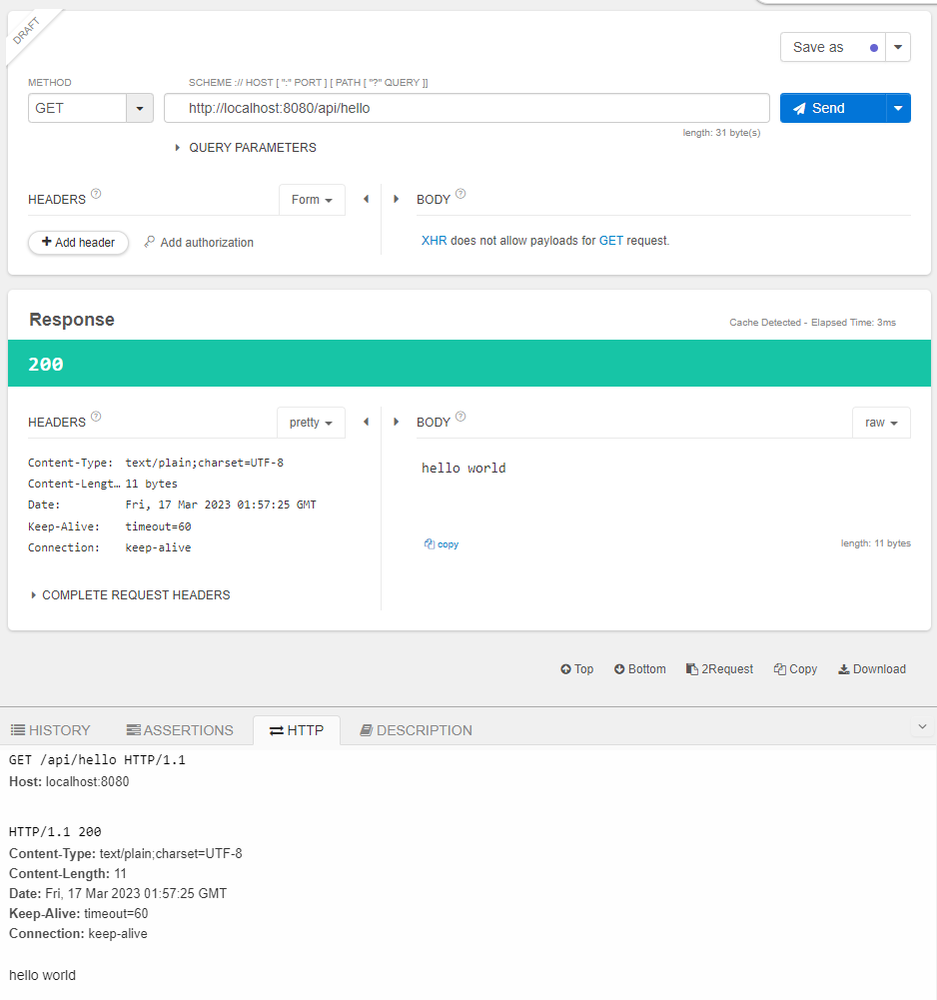 DRAFT
Save as
METHOD
SCHEME :// HOST [ ":" PORT ] [ PATH [ "?" QUERY ]]
GET
http://localhost:8080/api/hello
Send
length: 31 byte(s)
QUERY PARAMETERS
HEADERS ?
Form
BODY ?
Add header
Add authorization
XHR does not allow payloads for GET request.
Response
Cache Detected - Elapsed Time: 3ms
200
HEADERS ?
pretty
BODY ?
raw
Content-Type: text/plain;charset=UTF-8
Content-Lengt… 11 bytes
Date: Fri, 17 Mar 2023 01:57:25 GMT
Keep-Alive: timeout=60
Connection: keep-alive
hello world
copy
length: 11 bytes
COMPLETE REQUEST HEADERS
Top
Bottom
2Request
Copy
Download
HISTORY
ASSERTIONS
HTTP
DESCRIPTION
GET /api/hello HTTP/1.1
Host: localhost:8080
HTTP/1.1 200
Content-Type: text/plain;charset=UTF-8
Content-Length: 11
Date: Fri, 17 Mar 2023 01:57:25 GMT
Keep-Alive: timeout=60
Connection: keep-alive
hello world